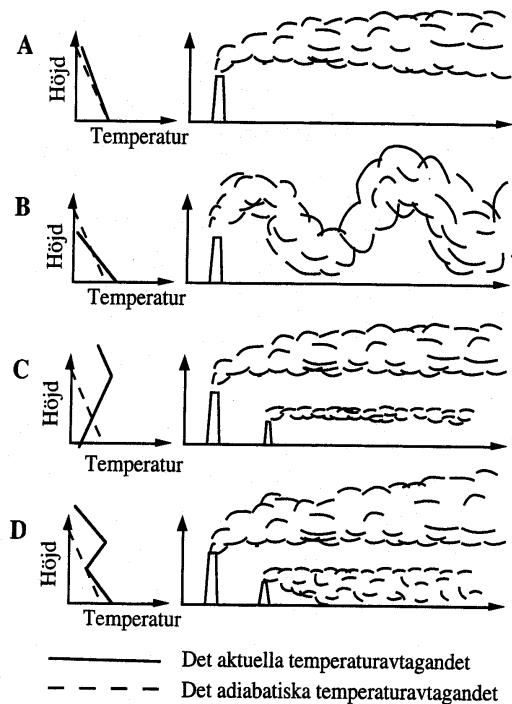 A
Höjd
Temperatur
B
Höjd
Temperatur
C
Höjd
Temperatur
D
Höjd
Temperatur
Det aktuella temperaturavtagandet
Det adiabatiska temperaturavtagandet